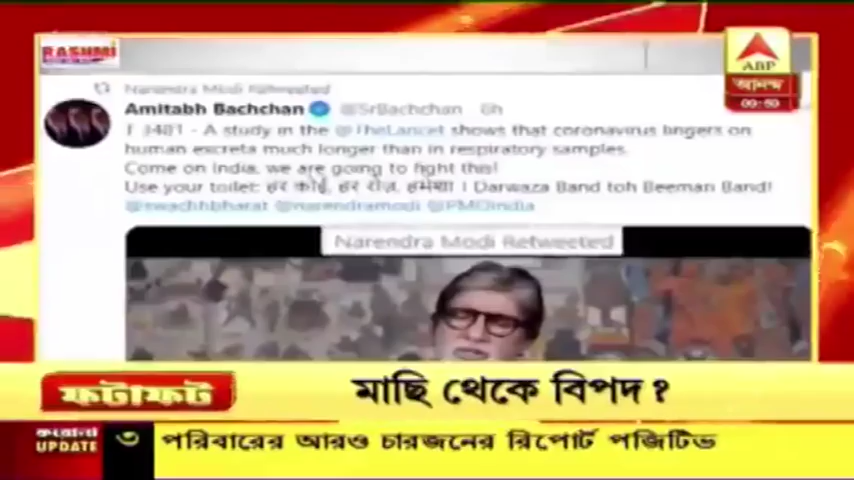 RASHMI
ABP
আনন্দ
09:50
Narendra Modi Retweeted
Amitabh Bachchan @SrBachchan 6h
T 3481 - A study in the @TheLancet shows that coronavirus lingers on
human excreta much longer than in respiratory samples.
Come on India, we are going to fight this!
Use your toilet: हर कोई, हर रोज़, हमेशा । Darwaza Band toh Beemari Band!
@swachhbharat @narendramodi @PMOIndia
Narendra Modi Retweeted
ফটাফট
মাছি থেকে বিপদ?
করোনা
UPDATE
৩ পরিবারের আরও চারজনের রিপোর্ট পজিটিভ